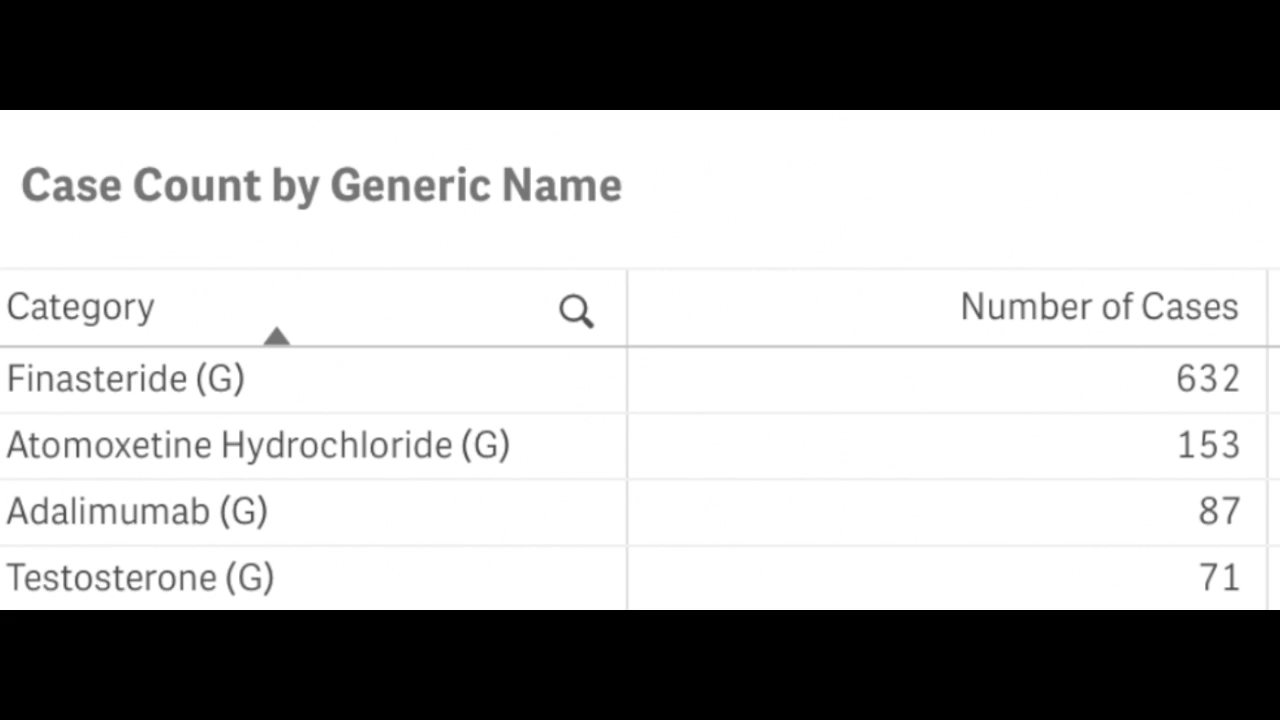 Case Count by Generic Name
Category Number of Cases
Finasteride (G) 632
Atomoxetine Hydrochloride (G) 153
Adalimumab (G) 87
Testosterone (G) 71